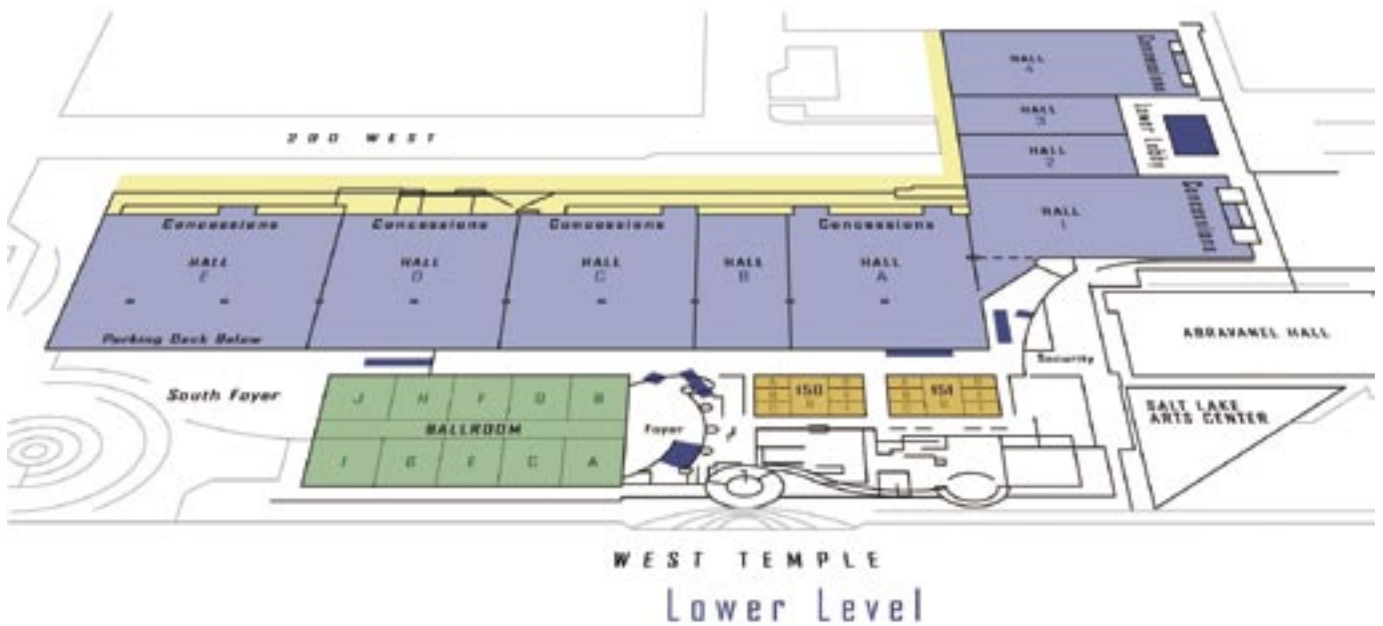 HALL
4
Concessions
HALL
3
Lower Lobby
HALL
2
200 WEST
HALL
1
Concessions
Concessions
Concessions
Concessions
Concessions
HALL
E
HALL
D
HALL
C
HALL
B
HALL
A
Parking Dock Below
ABRAVANEL HALL
Security
South Foyer
J
H
F
D
B
150
151
SALT LAKE
ARTS CENTER
BALLROOM
Foyer
I
G
E
C
A
WEST TEMPLE
Lower Level